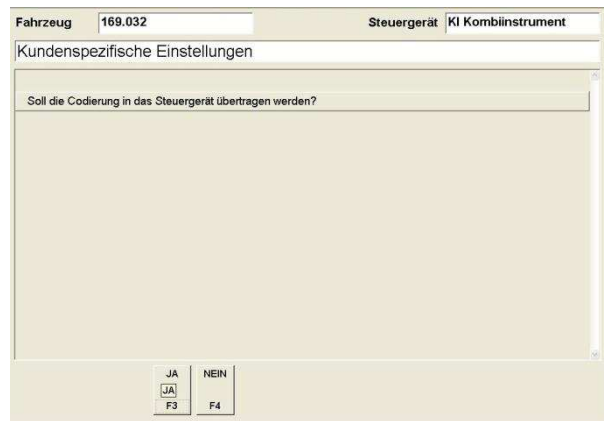 Fahrzeug 169.032 Steuergerät KI Kombiinstrument
Kundenspezifische Einstellungen
Soll die Codierung in das Steuergerät übertragen werden?
JA NEIN
JA
F3 F4